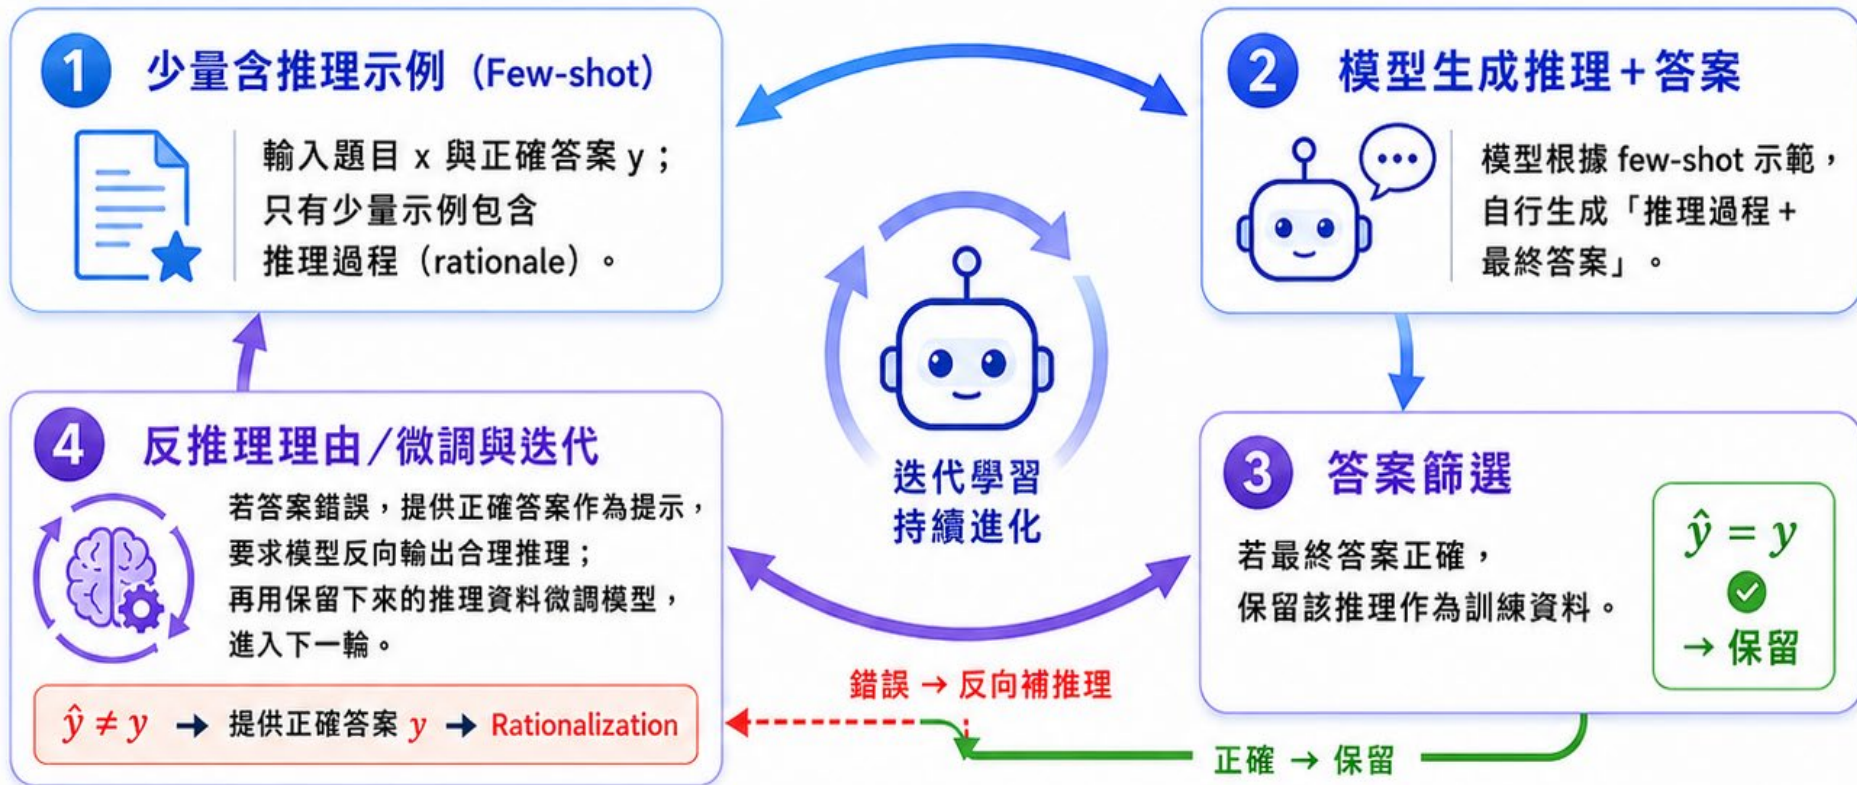 1 少量含推理示例（Few-shot）
輸入題目 x 與正確答案 y；
只有少量示例包含
推理過程（rationale）。
2 模型生成推理＋答案
模型根據 few-shot 示範，
自行生成「推理過程＋
最終答案」。
迭代學習
持續進化
3 答案篩選
若最終答案正確，
保留該推理作為訓練資料。
ŷ = y
→ 保留
4 反推理理由／微調與迭代
若答案錯誤，提供正確答案作為提示，
要求模型反向輸出合理推理；
再用保留下來的推理資料微調模型，
進入下一輪。
ŷ ≠ y → 提供正確答案 y → Rationalization
錯誤 → 反向補推理
正確 → 保留